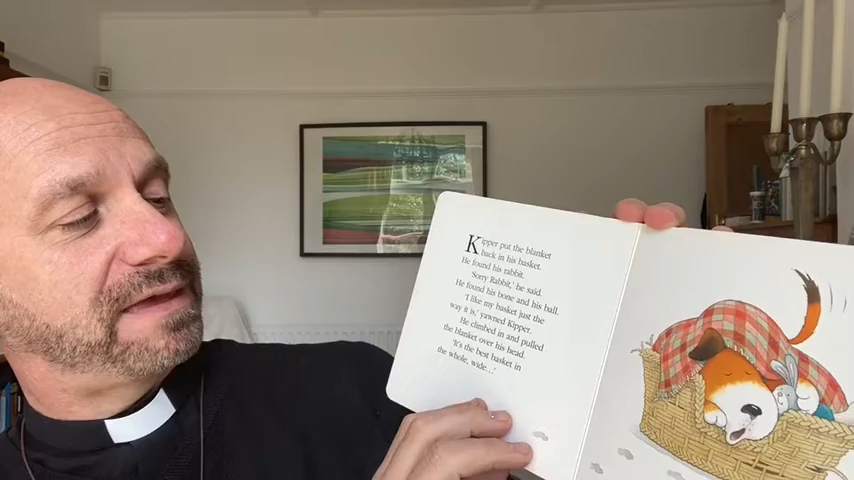 Kipper put the blanket
back in his basket.
He found his rabbit.
'Sorry Rabbit,' he said.
He found his bone and his ball.
'I like my basket just the
way it is,' yawned Kipper.
He climbed in and pulled
the blanket over his head.
'It's the best basket in the
whole, wide...'